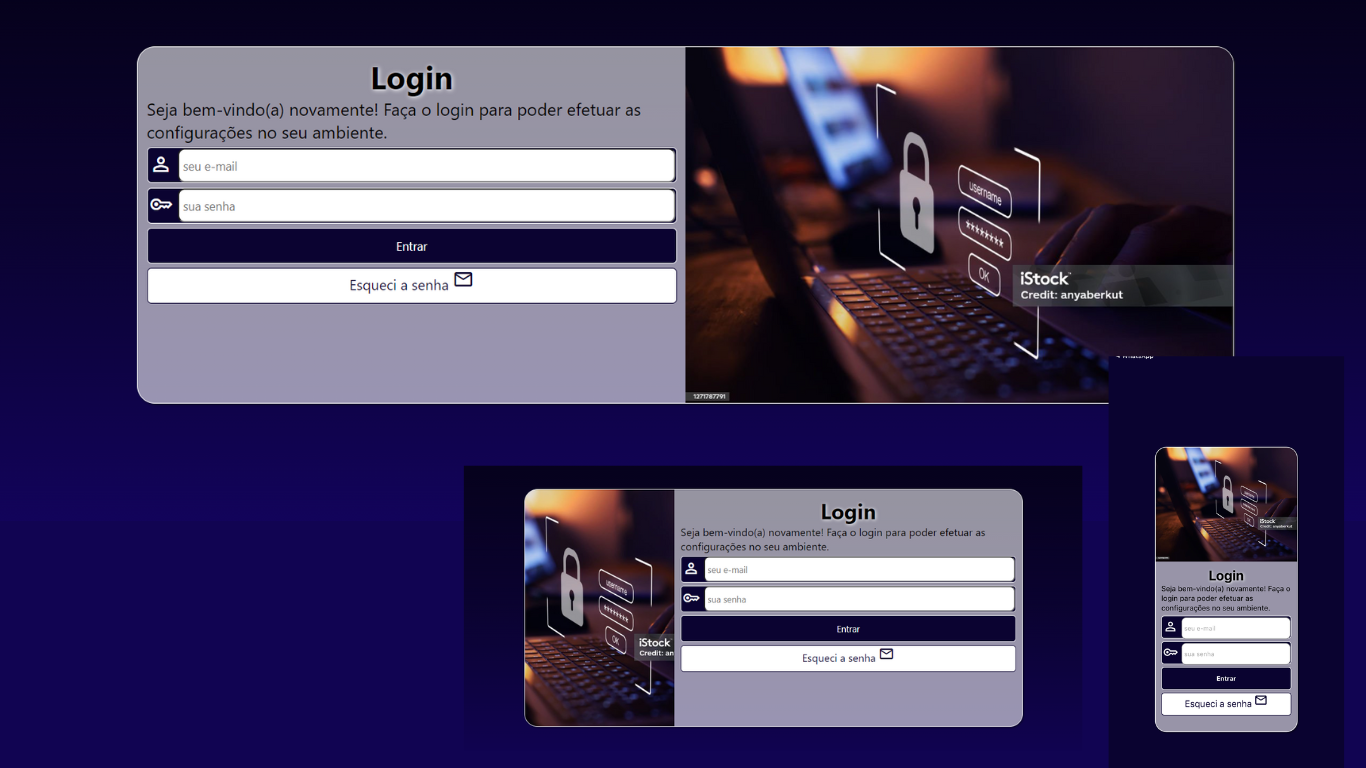 Login
Seja bem-vindo(a) novamente! Faça o login para poder efetuar as
configurações no seu ambiente.
seu e-mail
sua senha
Entrar
Esqueci a senha
username
********
OK
iStock
Credit: anyaberkut
1271787791
WhatsApp
Login
Seja bem-vindo(a) novamente! Faça o login para poder efetuar as
configurações no seu ambiente.
seu e-mail
sua senha
Entrar
Esqueci a senha
username
********
OK
iStock
Credit: an
iStock
Credit: anyaberkut
Login
Seja bem-vindo(a) novamente! Faça o
login para poder efetuar as
configurações no seu ambiente.
seu e-mail
sua senha
Entrar
Esqueci a senha